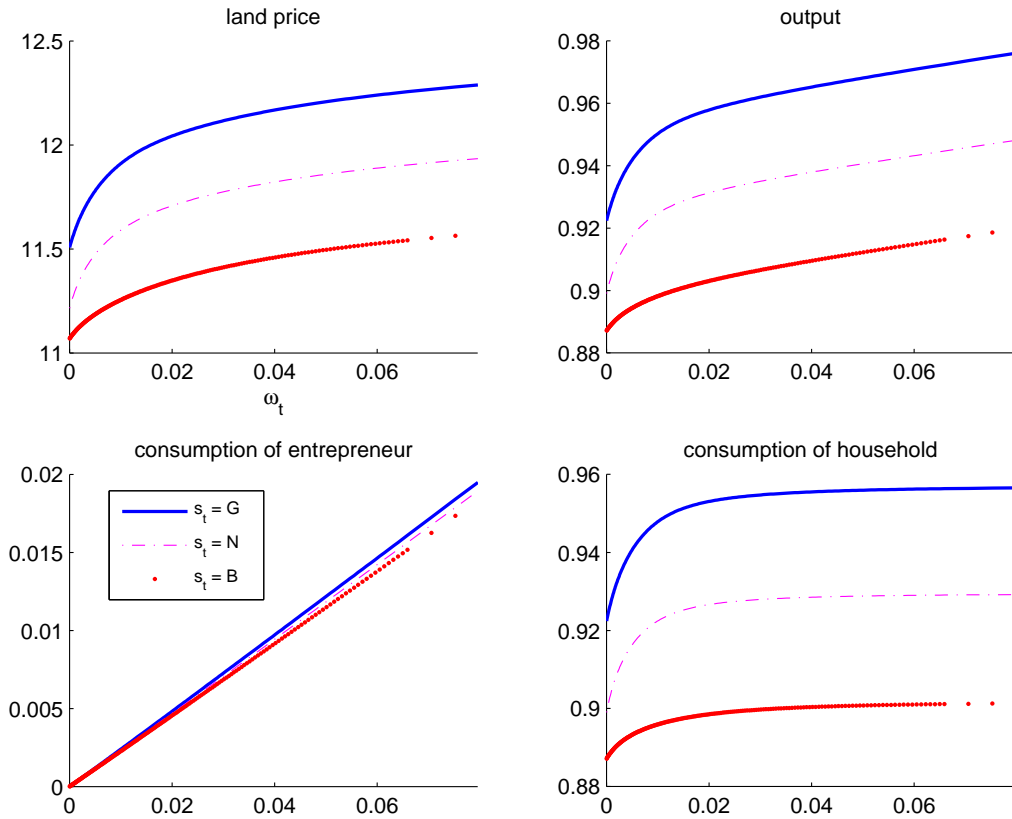 land price
12.5
12
11.5
11
0 0.02 0.04 0.06
ω_t
output
0.98
0.96
0.94
0.92
0.9
0.88
0 0.02 0.04 0.06
consumption of entrepreneur
0.02
0.015
0.01
0.005
0
0 0.02 0.04 0.06
s_t = G
s_t = N
s_t = B
consumption of household
0.96
0.94
0.92
0.9
0.88
0 0.02 0.04 0.06